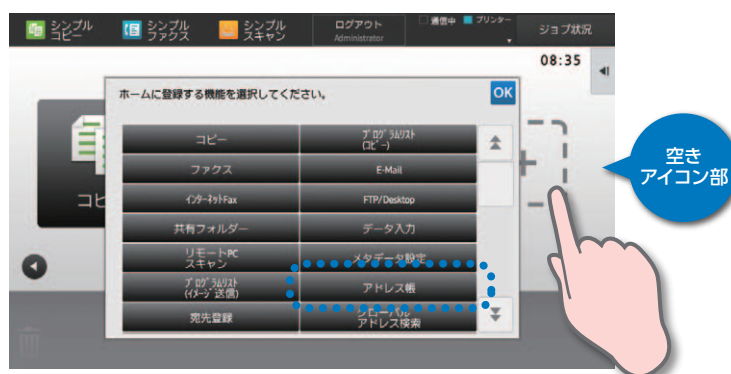 シンプル
コピー
シンプル
ファクス
シンプル
スキャン
ログアウト
Administrator
通信中
プリンター
ジョブ状況
08:35
ホームに登録する機能を選択してください。
OK
コピー
ﾌﾟﾛｸﾞﾗﾑﾘｽﾄ
(ｺﾋﾟｰ)
ファクス
E-Mail
ｲﾝﾀｰﾈｯﾄFax
FTP/Desktop
共有フォルダー
データ入力
リモートPC
スキャン
メタデータ設定
ﾌﾟﾛｸﾞﾗﾑﾘｽﾄ
(ｲﾒｰｼﾞ送信)
アドレス帳
宛先登録
グローバル
アドレス検索
コピ
空き
アイコン部